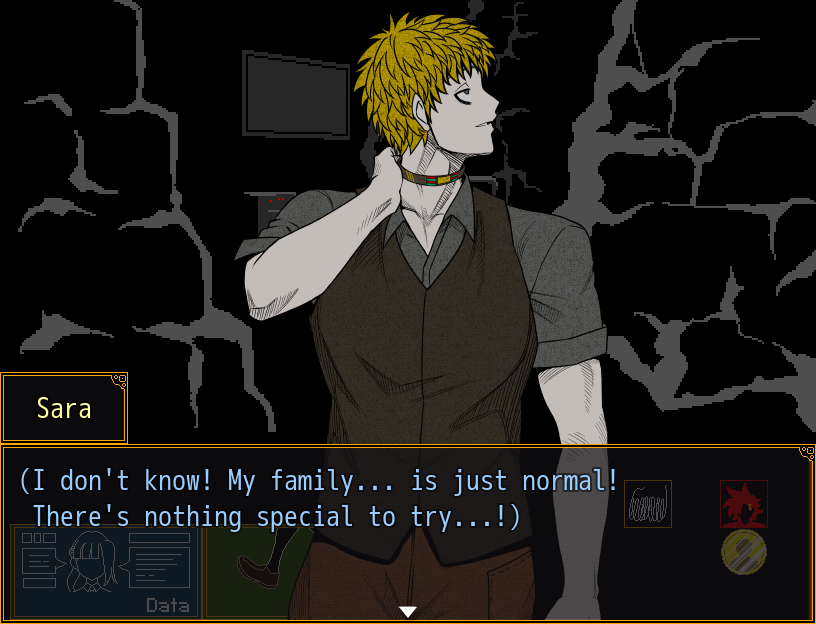 Sara
(I don't know! My family... is just normal!
There's nothing special to try...!)
Data